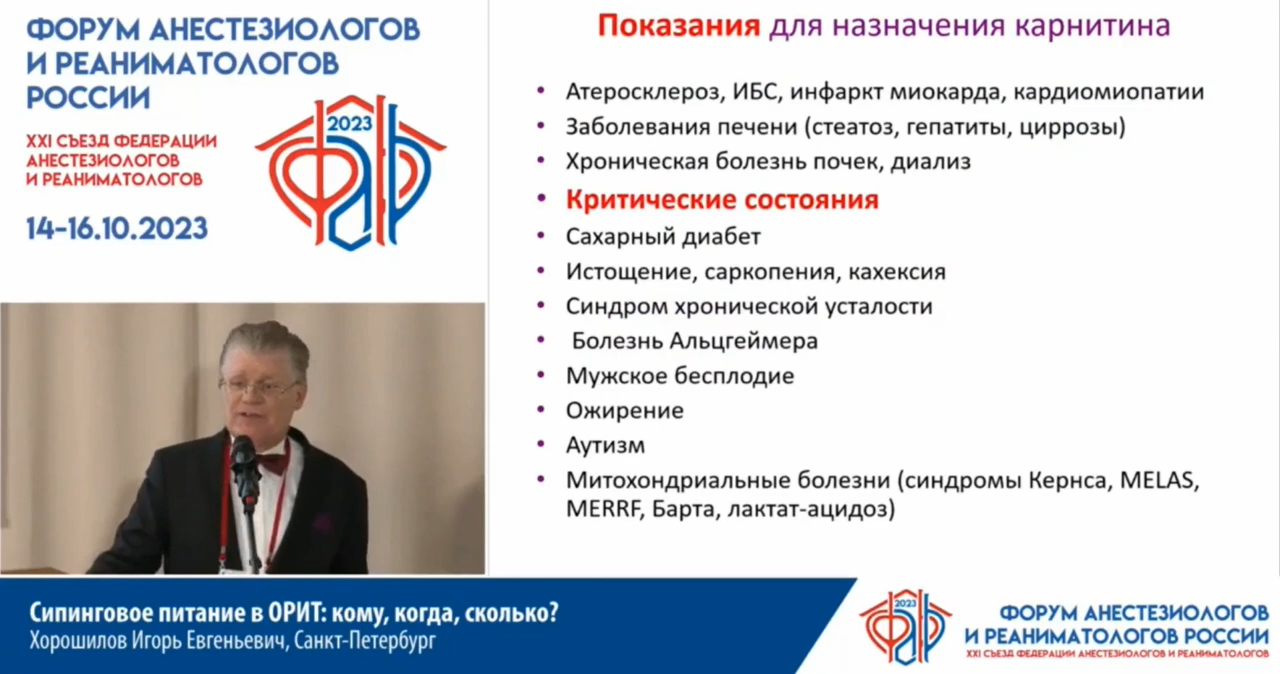 ФОРУМ АНЕСТЕЗИОЛОГОВ
И РЕАНИМАТОЛОГОВ
РОССИИ
XXI СЪЕЗД ФЕДЕРАЦИИ
АНЕСТЕЗИОЛОГОВ
И РЕАНИМАТОЛОГОВ
14-16.10.2023
2023
ФАР
Показания для назначения карнитина
• Атеросклероз, ИБС, инфаркт миокарда, кардиомиопатии
• Заболевания печени (стеатоз, гепатиты, циррозы)
• Хроническая болезнь почек, диализ
• Критические состояния
• Сахарный диабет
• Истощение, саркопения, кахексия
• Синдром хронической усталости
• Болезнь Альцгеймера
• Мужское бесплодие
• Ожирение
• Аутизм
• Митохондриальные болезни (синдромы Кернса, MELAS,
MERRF, Барта, лактат-ацидоз)
Сипинговое питание в ОРИТ: кому, когда, сколько?
Хорошилов Игорь Евгеньевич, Санкт-Петербург
2023
ФАР
ФОРУМ АНЕСТЕЗИОЛОГОВ
И РЕАНИМАТОЛОГОВ РОССИИ
XXI СЪЕЗД ФЕДЕРАЦИИ АНЕСТЕЗИОЛОГОВ И РЕАНИМАТОЛОГОВ